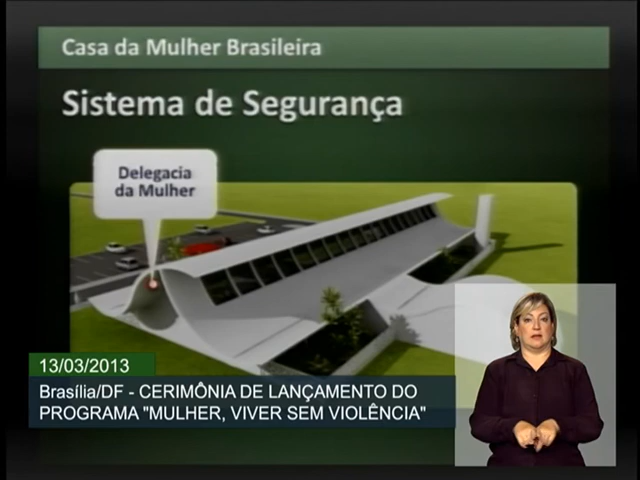 Casa da Mulher Brasileira
Sistema de Segurança
Delegacia
da Mulher
13/03/2013
Brasília/DF - CERIMÔNIA DE LANÇAMENTO DO
PROGRAMA "MULHER, VIVER SEM VIOLÊNCIA"